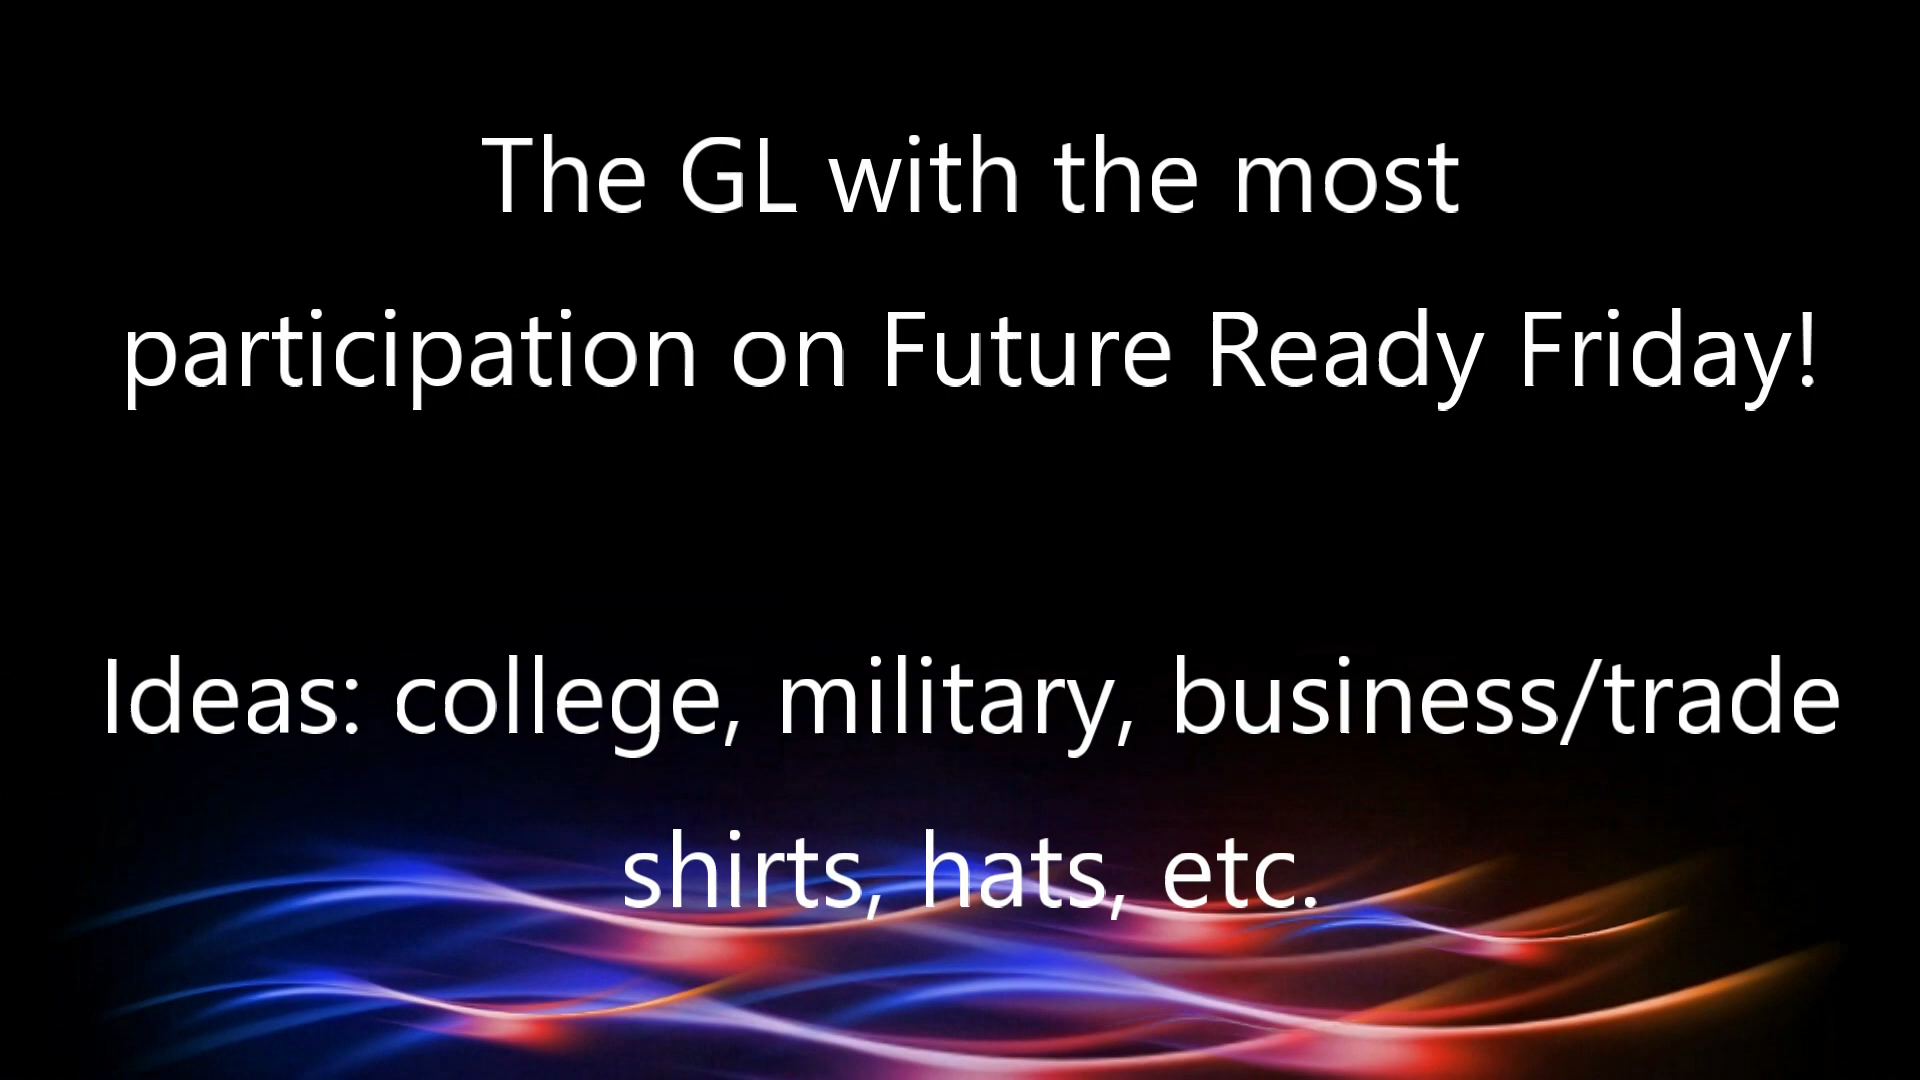 The GL with the most
participation on Future Ready Friday!
Ideas: college, military, business/trade
shirts, hats, etc.